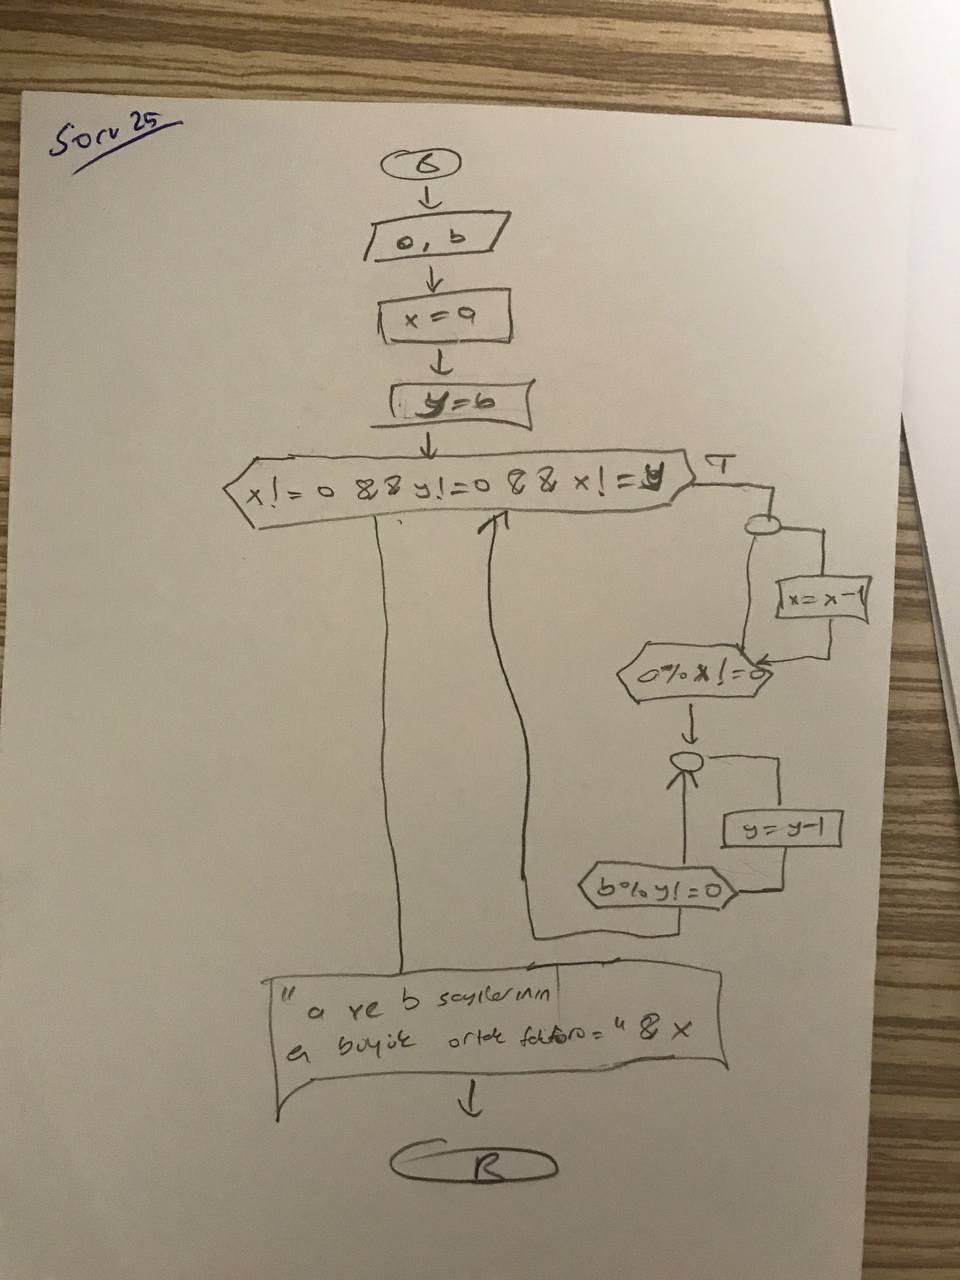 Soru 25
B
a, b
x = a
y = b
x! = 0 && y! = 0 && x! = y
T
x = x-1
a % x! = 0
y = y-1
b % y! = 0
" a ve b sayılarının
en büyük ortak faktörü = " & x
B